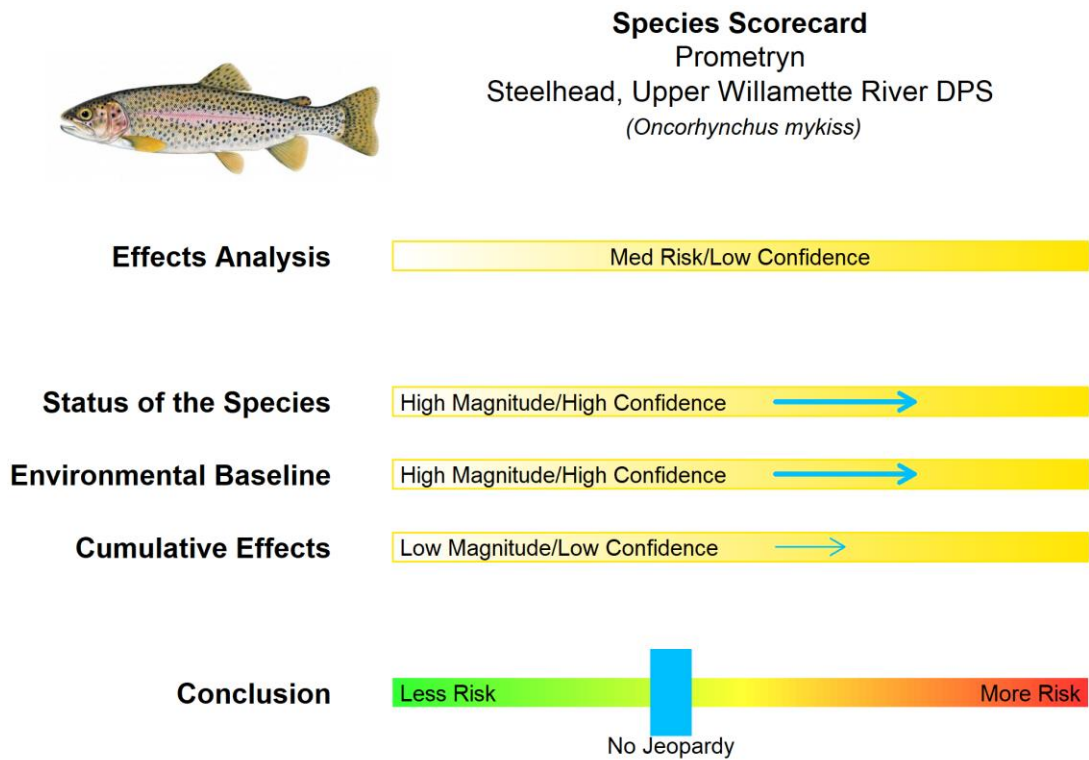 Species Scorecard
Prometryn
Steelhead, Upper Willamette River DPS
(Oncorhynchus mykiss)
Effects Analysis
Med Risk/Low Confidence
Status of the Species
High Magnitude/High Confidence
Environmental Baseline
High Magnitude/High Confidence
Cumulative Effects
Low Magnitude/Low Confidence
Conclusion
Less Risk
More Risk
No Jeopardy